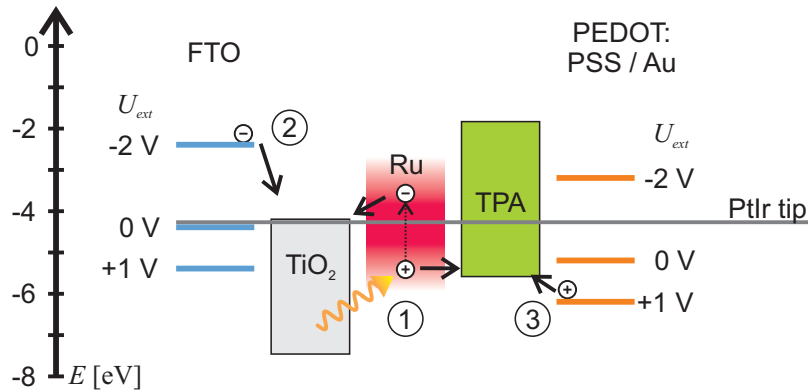 0
-2
-4
-6
-8
E [eV]
FTO
U_ext
-2 V
0 V
+1 V
2
TiO₂
Ru
1
TPA
3
PEDOT:
PSS / Au
U_ext
-2 V
0 V
+1 V
PtIr tip